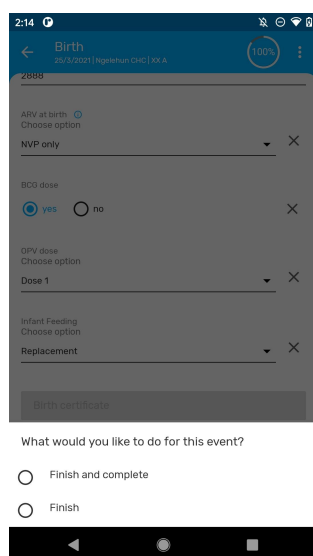 2:14
Birth
25/3/2021 | Ngelehun CHC | XX A
100%
2888
ARV at birth
Choose option
NVP only
BCG dose
yes
no
OPV dose
Choose option
Dose 1
Infant Feeding
Choose option
Replacement
Birth certificate
What would you like to do for this event?
Finish and complete
Finish